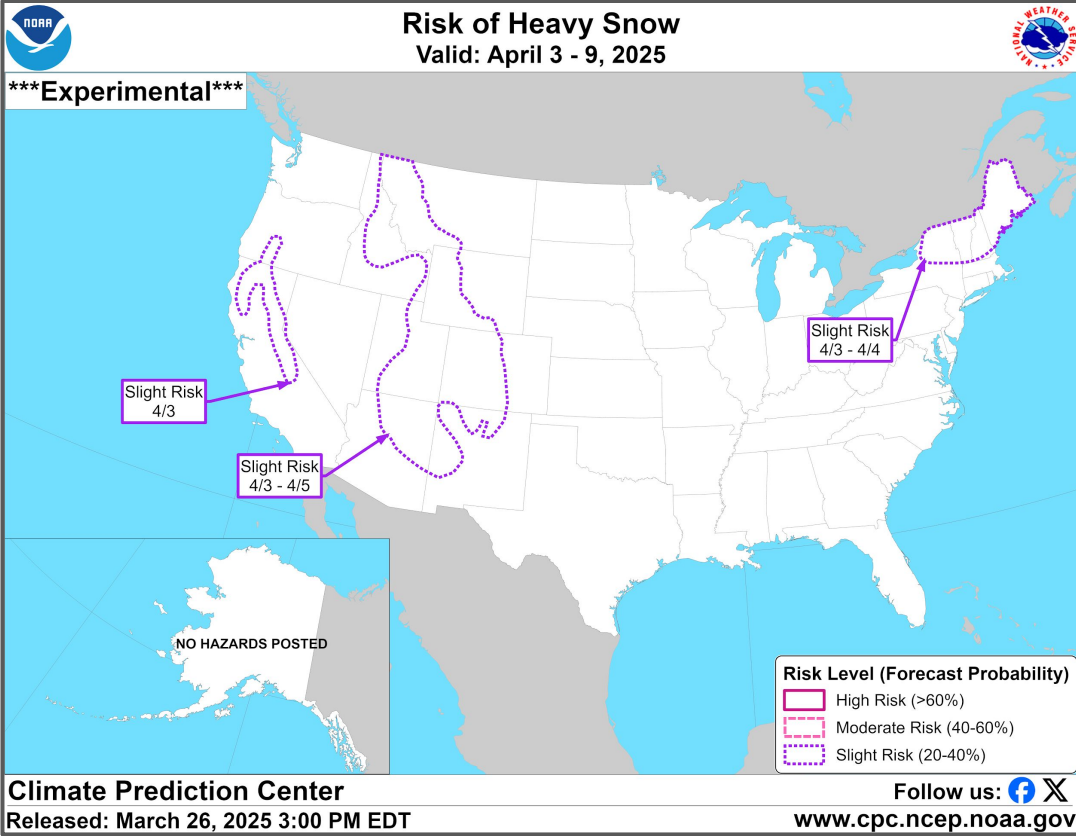 NOAA
Risk of Heavy Snow
Valid: April 3 - 9, 2025
NATIONAL WEATHER SERVICE
***Experimental***
Slight Risk
4/3 - 4/4
Slight Risk
4/3
Slight Risk
4/3 - 4/5
NO HAZARDS POSTED
Risk Level (Forecast Probability)
High Risk (>60%)
Moderate Risk (40-60%)
Slight Risk (20-40%)
Climate Prediction Center
Follow us:
Released: March 26, 2025 3:00 PM EDT
www.cpc.ncep.noaa.gov